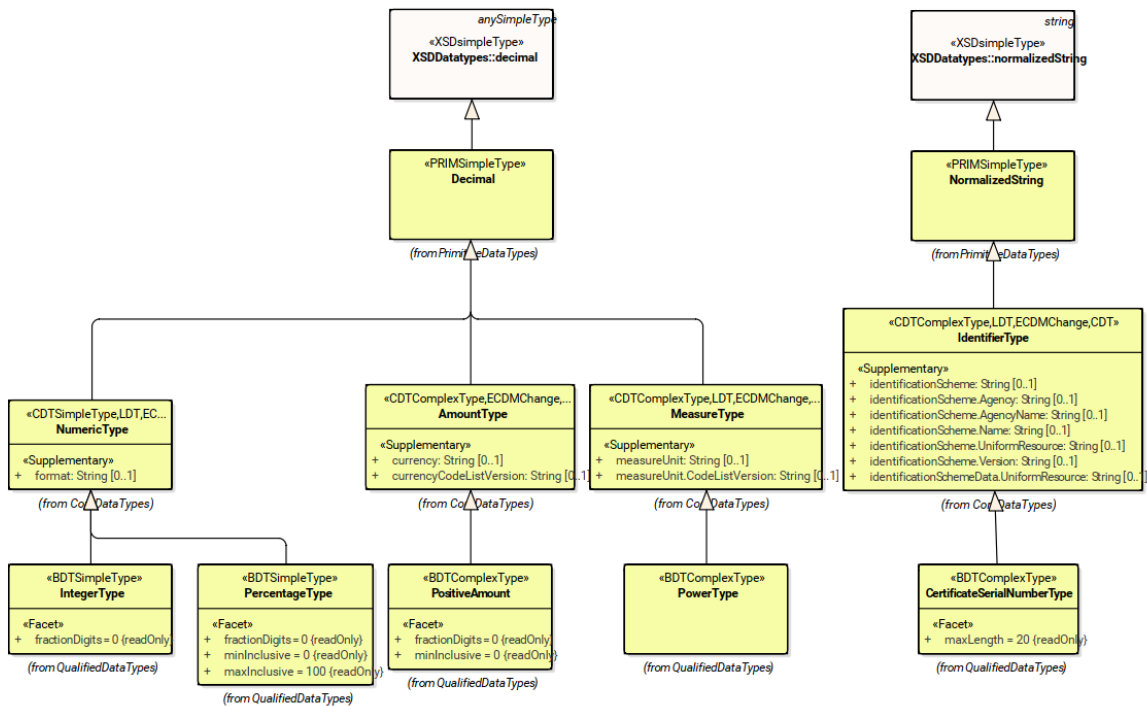 anySimpleType
«XSDsimpleType»
XSDDatatypes::decimal
string
«XSDsimpleType»
XSDDatatypes::normalizedString
«PRIMSimpleType»
Decimal
(from PrimitiveDataTypes)
«PRIMSimpleType»
NormalizedString
(from PrimitiveDataTypes)
«CDTSimpleType,LDT,EC...
NumericType
«Supplementary»
+ format: String [0..1]
(from CoreDataTypes)
«CDTComplexType,ECDMChange,...
AmountType
«Supplementary»
+ currency: String [0..1]
+ currencyCodeListVersion: String [0..1]
(from CoreDataTypes)
«CDTComplexType,LDT,ECDMChange,...
MeasureType
«Supplementary»
+ measureUnit: String [0..1]
+ measureUnit.CodeListVersion: String [0..1]
(from CoreDataTypes)
«CDTComplexType,LDT,ECDMChange,CDT»
IdentifierType
«Supplementary»
+ identificationScheme: String [0..1]
+ identificationScheme.Agency: String [0..1]
+ identificationScheme.AgencyName: String [0..1]
+ identificationScheme.Name: String [0..1]
+ identificationScheme.UniformResource: String [0..1]
+ identificationScheme.Version: String [0..1]
+ identificationSchemeData.UniformResource: String [0..1]
(from CoreDataTypes)
«BDTSimpleType»
IntegerType
«Facet»
+ fractionDigits = 0 {readOnly}
(from QualifiedDataTypes)
«BDTSimpleType»
PercentageType
«Facet»
+ fractionDigits = 0 {readOnly}
+ minInclusive = 0 {readOnly}
+ maxInclusive = 100 {readOnly}
(from QualifiedDataTypes)
«BDTComplexType»
PositiveAmount
«Facet»
+ fractionDigits = 0 {readOnly}
+ minInclusive = 0 {readOnly}
(from QualifiedDataTypes)
«BDTComplexType»
PowerType
(from QualifiedDataTypes)
«BDTComplexType»
CertificateSerialNumberType
«Facet»
+ maxLength = 20 {readOnly}
(from QualifiedDataTypes)